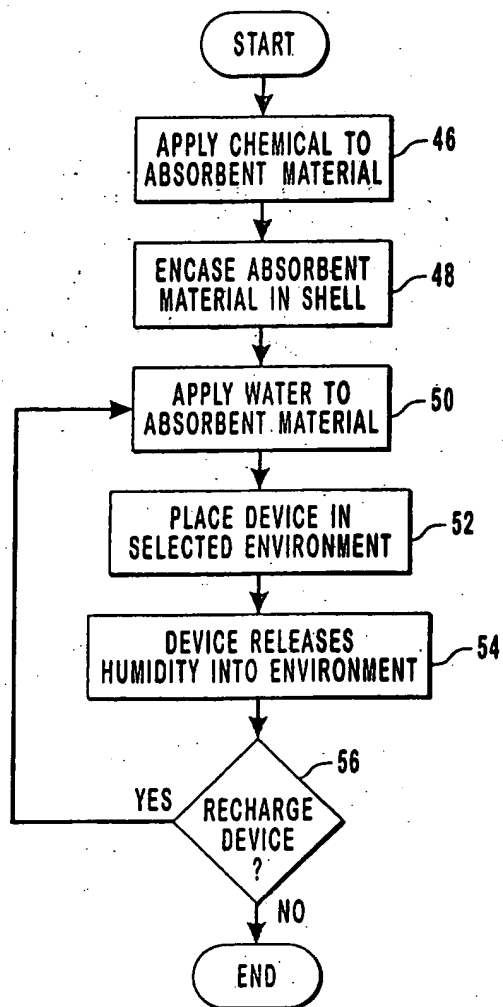 START
APPLY CHEMICAL TO
ABSORBENT MATERIAL
46
ENCASE ABSORBENT
MATERIAL IN SHELL
48
APPLY WATER TO
ABSORBENT MATERIAL
50
PLACE DEVICE IN
SELECTED ENVIRONMENT
52
DEVICE RELEASES
HUMIDITY INTO ENVIRONMENT
54
56
YES
RECHARGE
DEVICE
?
NO
END